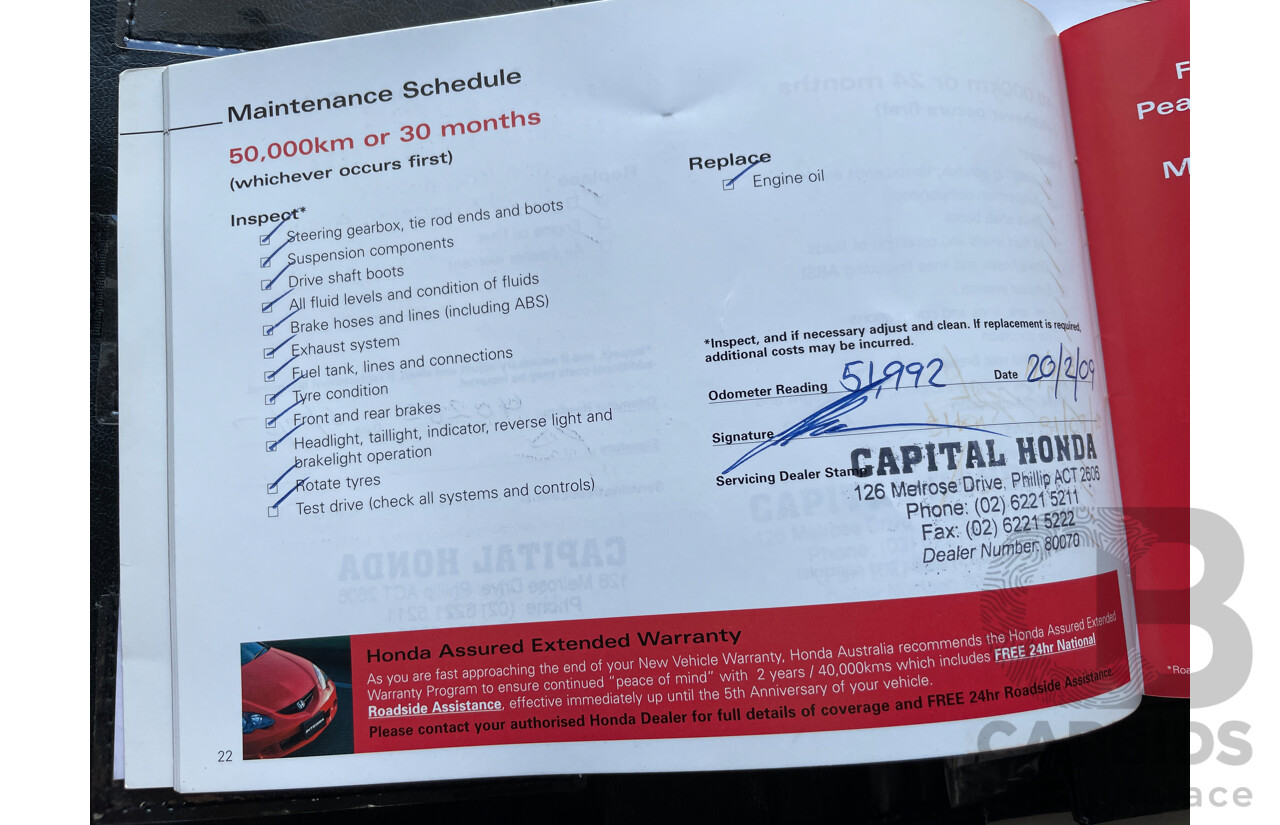 Maintenance Schedule
50,000km or 30 months
(whichever occurs first)
Inspect*
Steering gearbox, tie rod ends and boots
Suspension components
Drive shaft boots
All fluid levels and condition of fluids
Brake hoses and lines (including ABS)
Exhaust system
Fuel tank, lines and connections
Tyre condition
Front and rear brakes
Headlight, taillight, indicator, reverse light and
brakelight operation
Rotate tyres
Test drive (check all systems and controls)
Replace
Engine oil
*Inspect, and if necessary adjust and clean. If replacement is required,
additional costs may be incurred.
Odometer Reading 51,992 Date 20/2/09
Signature
Servicing Dealer Stamp
CAPITAL HONDA
126 Melrose Drive, Phillip ACT 2606
Phone: (02) 6221 5211
Fax: (02) 6221 5222
Dealer Number, 80070
Honda Assured Extended Warranty
As you are fast approaching the end of your New Vehicle Warranty, Honda Australia recommends the Honda Assured Extended
Warranty Program to ensure continued "peace of mind" with 2 years / 40,000kms which includes FREE 24hr National
Roadside Assistance, effective immediately up until the 5th Anniversary of your vehicle.
Please contact your authorised Honda Dealer for full details of coverage and FREE 24hr Roadside Assistance.
22
F
Pea
M
*Roa